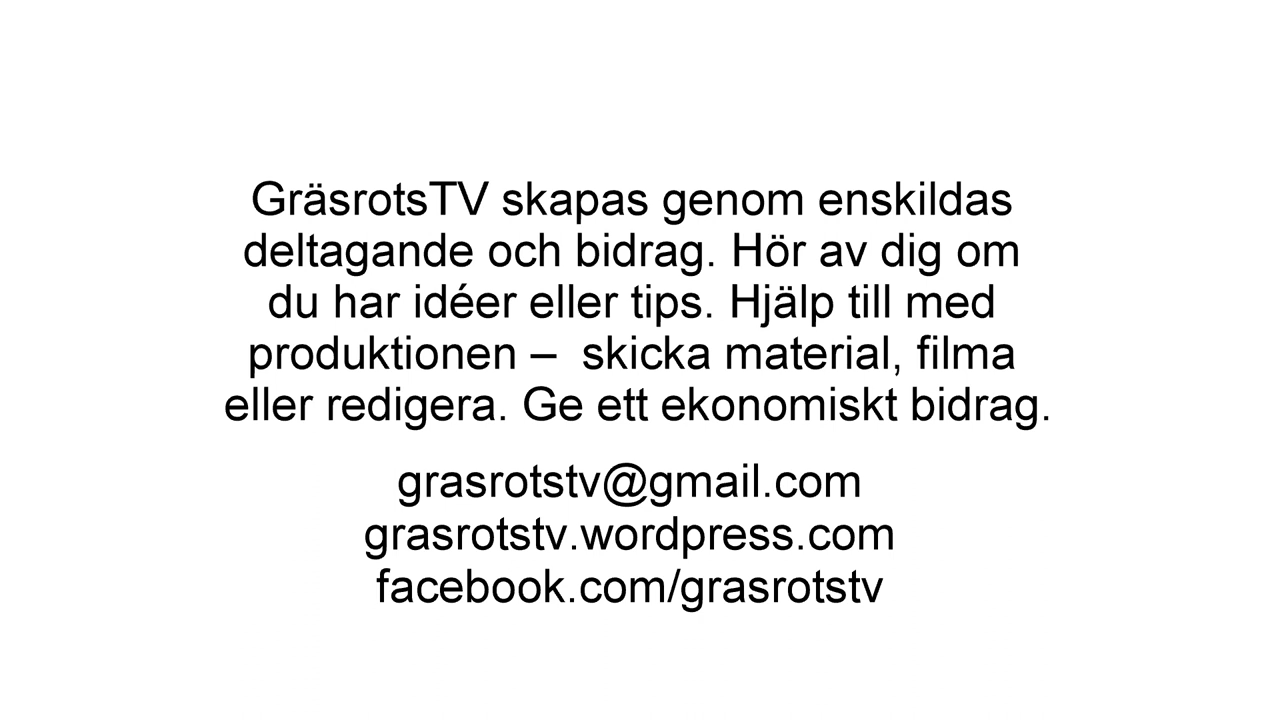 GräsrotsTV skapas genom enskildas
deltagande och bidrag. Hör av dig om
du har idéer eller tips. Hjälp till med
produktionen –  skicka material, filma
eller redigera. Ge ett ekonomiskt bidrag.
grasrotstv@gmail.com
grasrotstv.wordpress.com
facebook.com/grasrotstv